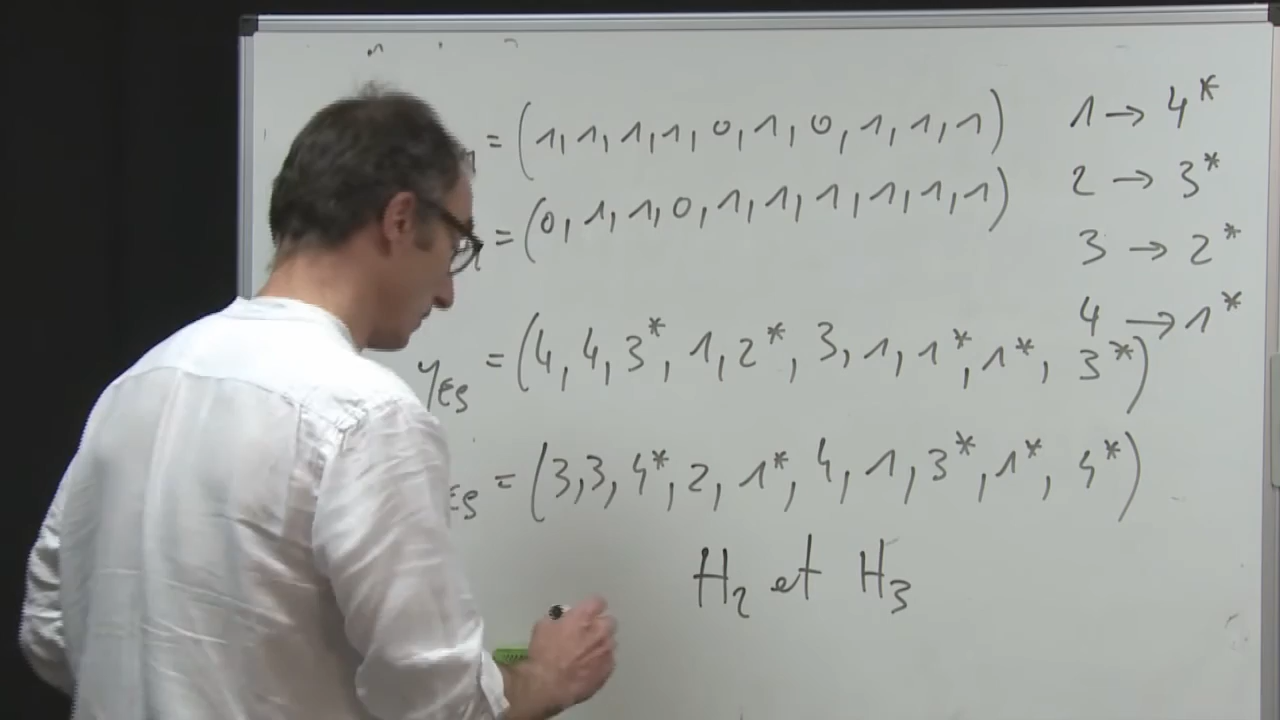 = (1, 1, 1, 1, 0, 1, 0, 1, 1, 1) 1 → 4*
= (0, 1, 1, 0, 1, 1, 1, 1, 1, 1) 2 → 3*
3 → 2*
4 → 1*
YES = (4, 4, 3*, 1, 2*, 3, 1, 1*, 1*, 3*)
ES = (3, 3, 4*, 2, 1*, 4, 1, 3*, 1*, 4*)
H2 et H3